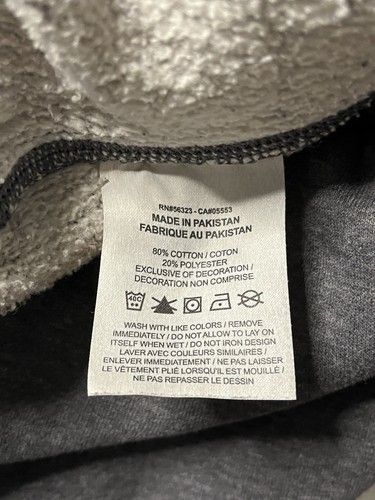 RN#56323 - CA#05553
MADE IN PAKISTAN
FABRIQUE AU PAKISTAN
80% COTTON / COTON
20% POLYESTER
EXCLUSIVE OF DECORATION /
DECORATION NON COMPRISE
40C
WASH WITH LIKE COLORS / REMOVE
IMMEDIATELY / DO NOT ALLOW TO LAY ON
ITSELF WHEN WET / DO NOT IRON DESIGN
LAVER AVEC COULEURS SIMILAIRES /
ENLEVER IMMEDIATEMENT / NE PAS LAISSER
LE VÊTEMENT PLIÉ LORSQU'IL EST MOUILLÉ /
NE PAS REPASSER LE DESSIN